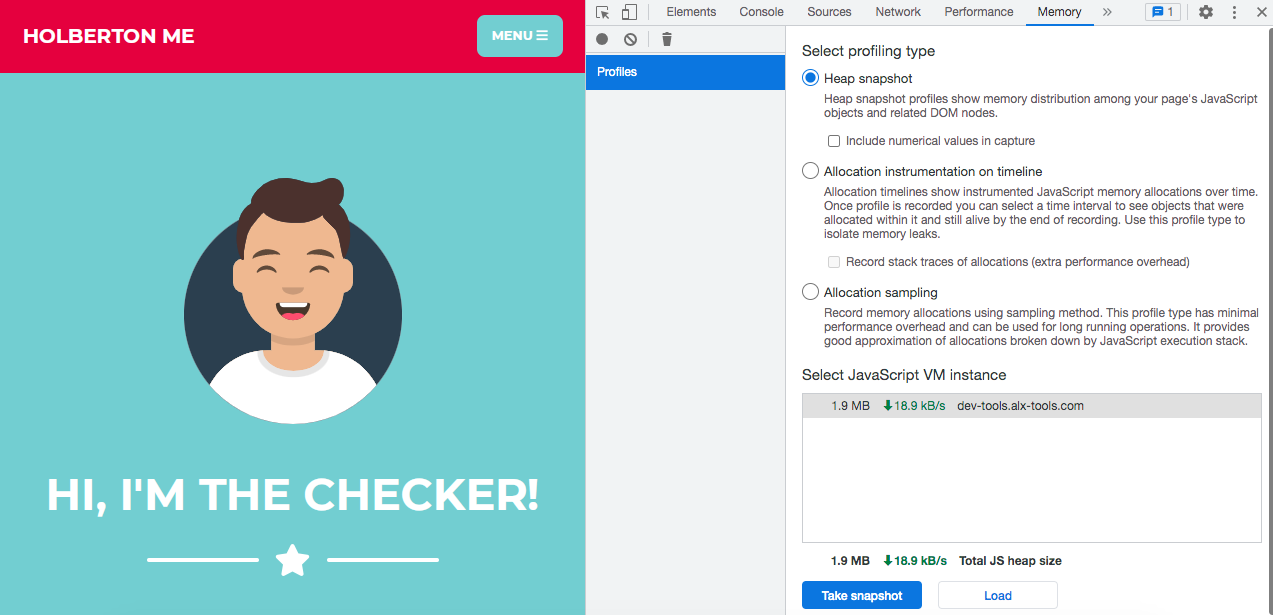 HOLBERTON ME
MENU
HI, I'M THE CHECKER!
Elements Console Sources Network Performance Memory 1
Profiles
Select profiling type
Heap snapshot
Heap snapshot profiles show memory distribution among your page's JavaScript
objects and related DOM nodes.
Include numerical values in capture
Allocation instrumentation on timeline
Allocation timelines show instrumented JavaScript memory allocations over time.
Once profile is recorded you can select a time interval to see objects that were
allocated within it and still alive by the end of recording. Use this profile type to
isolate memory leaks.
Record stack traces of allocations (extra performance overhead)
Allocation sampling
Record memory allocations using sampling method. This profile type has minimal
performance overhead and can be used for long running operations. It provides
good approximation of allocations broken down by JavaScript execution stack.
Select JavaScript VM instance
1.9 MB 18.9 kB/s dev-tools.alx-tools.com
1.9 MB 18.9 kB/s Total JS heap size
Take snapshot Load